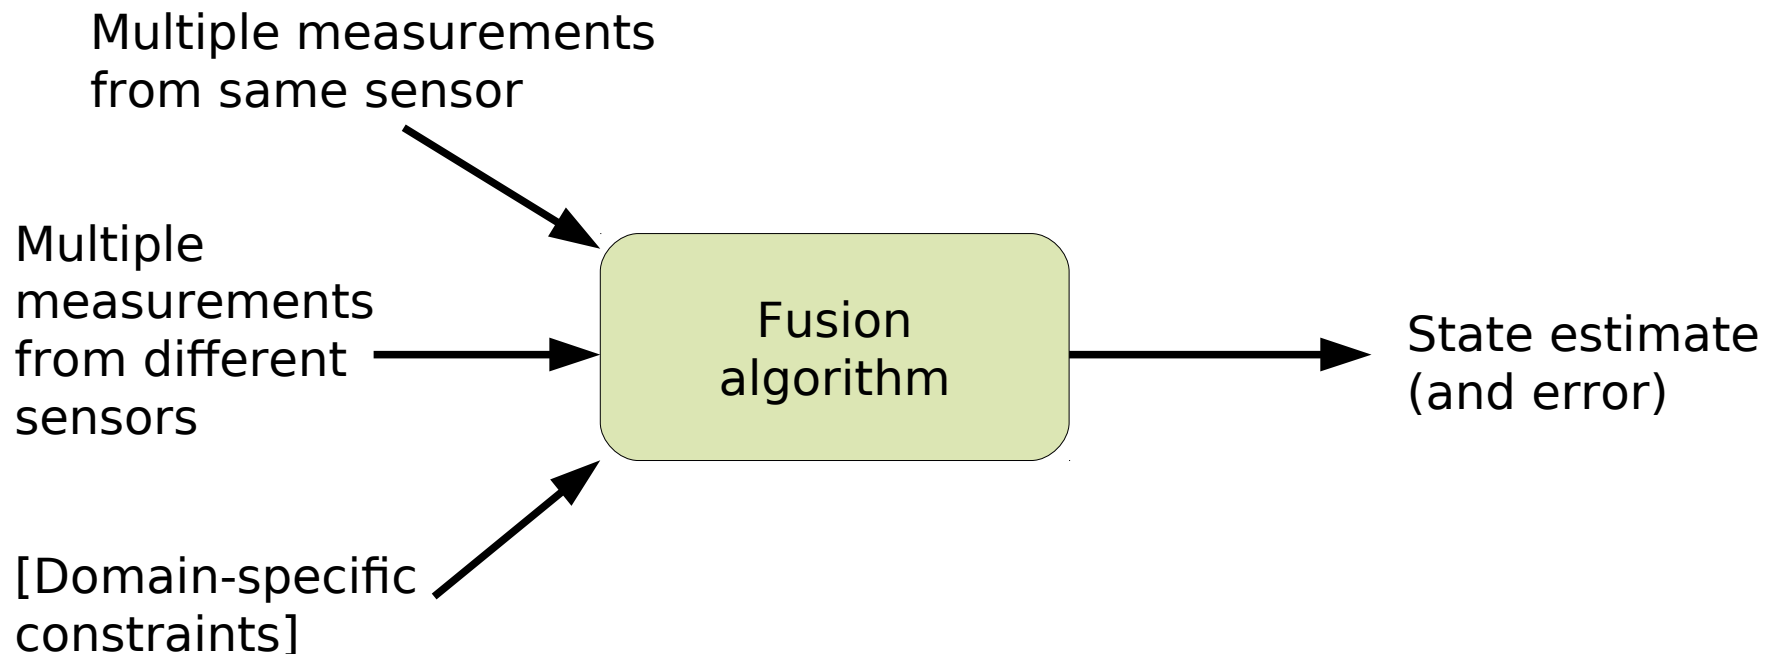 Multiple measurements
from same sensor
Multiple
measurements
from different
sensors
[Domain-specific
constraints]
Fusion
algorithm
State estimate
(and error)